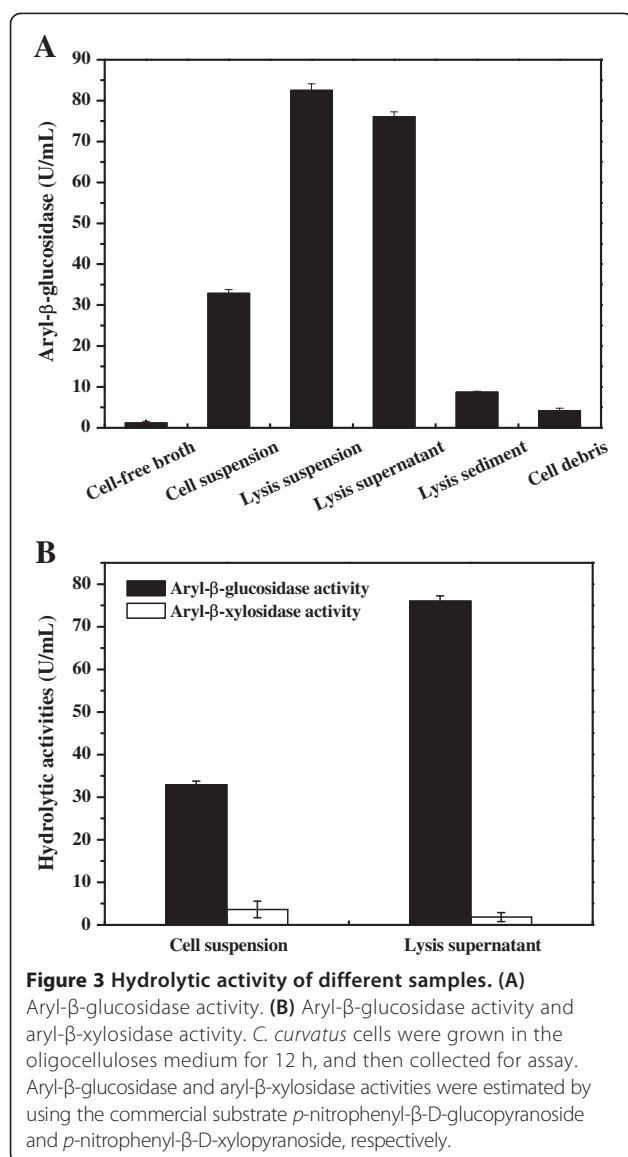 A
90
80
70
60
50
40
30
20
10
0
Aryl-β-glucosidase (U/mL)
Cell-free broth
Cell suspension
Lysis suspension
Lysis supernatant
Lysis sediment
Cell debris
B
Aryl-β-glucosidase activity
Aryl-β-xylosidase activity
80
70
60
50
40
30
20
10
0
Hydrolytic activities (U/mL)
Cell suspension
Lysis supernatant
Figure 3 Hydrolytic activity of different samples. (A)
Aryl-β-glucosidase activity. (B) Aryl-β-glucosidase activity and
aryl-β-xylosidase activity. C. curvatus cells were grown in the
oligocelluloses medium for 12 h, and then collected for assay.
Aryl-β-glucosidase and aryl-β-xylosidase activities were estimated by
using the commercial substrate p-nitrophenyl-β-D-glucopyranoside
and p-nitrophenyl-β-D-xylopyranoside, respectively.